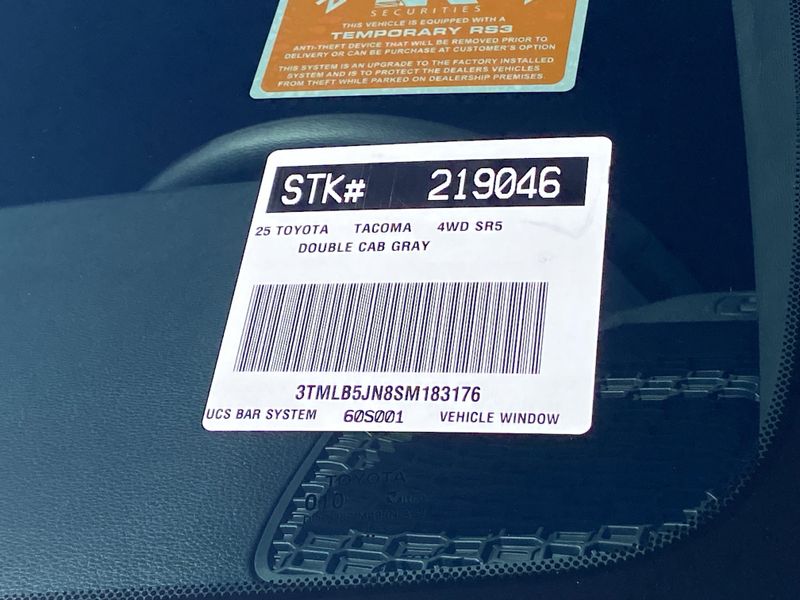 SECURITIES
THIS VEHICLE IS EQUIPPED WITH A
TEMPORARY RS3
ANTI-THEFT DEVICE THAT WILL BE REMOVED PRIOR TO
DELIVERY OR CAN BE PURCHASE AT CUSTOMER'S OPTION
THIS SYSTEM IS AN UPGRADE TO THE FACTORY INSTALLED
SYSTEM AND IS TO PROTECT THE DEALERS VEHICLES
FROM THEFT WHILE PARKED ON DEALERSHIP PREMISES
STK# 219046
25 TOYOTA TACOMA 4WD SR5
DOUBLE CAB GRAY
3TMLB5JN8SM183176
UCS BAR SYSTEM 60S001 VEHICLE WINDOW
TOYOTA
010